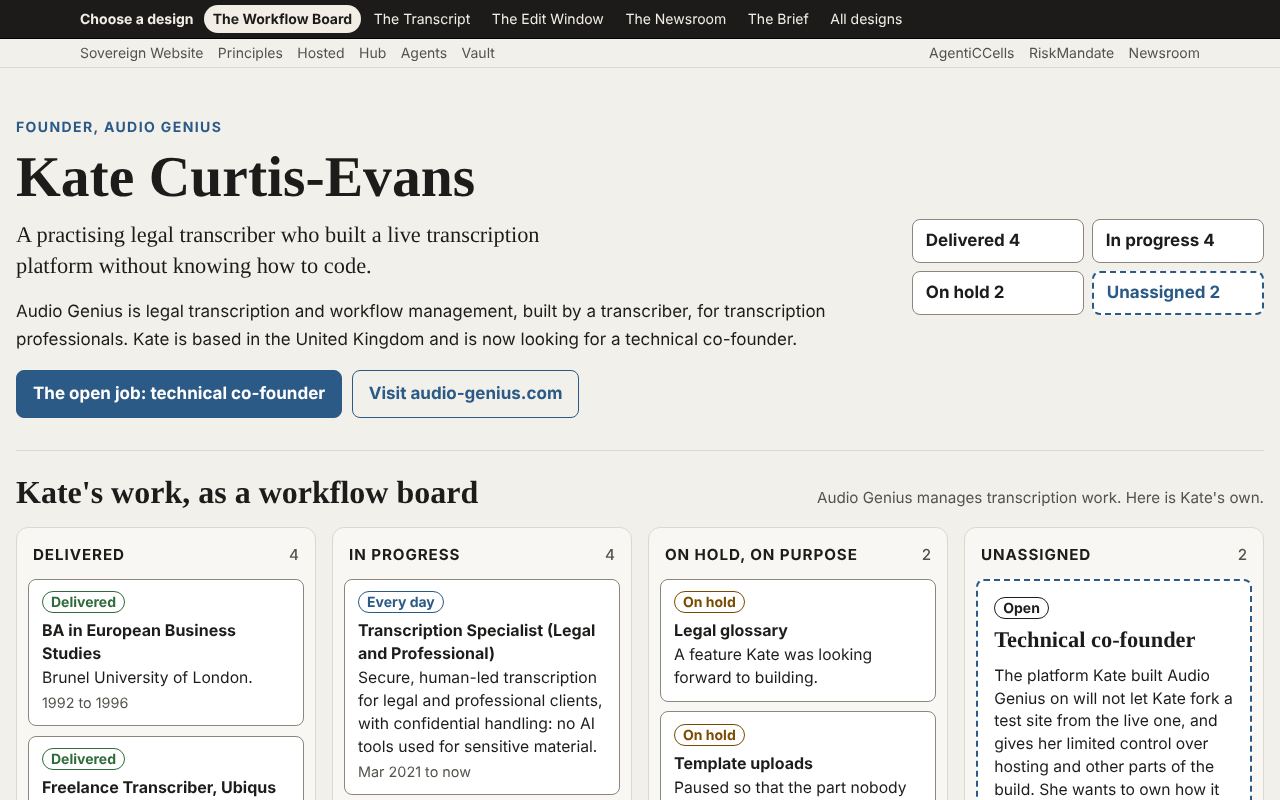 Choose a design The Workflow Board The Transcript The Edit Window The Newsroom The Brief All designs
Sovereign Website Principles Hosted Hub Agents Vault AgentiCCells RiskMandate Newsroom
FOUNDER, AUDIO GENIUS
Kate Curtis-Evans
A practising legal transcriber who built a live transcription
platform without knowing how to code.
Audio Genius is legal transcription and workflow management, built by a transcriber, for transcription
professionals. Kate is based in the United Kingdom and is now looking for a technical co-founder.
The open job: technical co-founder Visit audio-genius.com
Delivered 4 In progress 4
On hold 2 Unassigned 2
Kate's work, as a workflow board
Audio Genius manages transcription work. Here is Kate's own.
DELIVERED 4
Delivered
BA in European Business
Studies
Brunel University of London.
1992 to 1996
Delivered
Freelance Transcriber, Ubiqus
IN PROGRESS 4
Every day
Transcription Specialist (Legal
and Professional)
Secure, human-led transcription
for legal and professional clients,
with confidential handling: no AI
tools used for sensitive material.
Mar 2021 to now
ON HOLD, ON PURPOSE 2
On hold
Legal glossary
A feature Kate was looking
forward to building.
On hold
Template uploads
Paused so that the part nobody
UNASSIGNED 2
Open
Technical co-founder
The platform Kate built Audio
Genius on will not let Kate fork a
test site from the live one, and
gives her limited control over
hosting and other parts of the
build. She wants to own how it